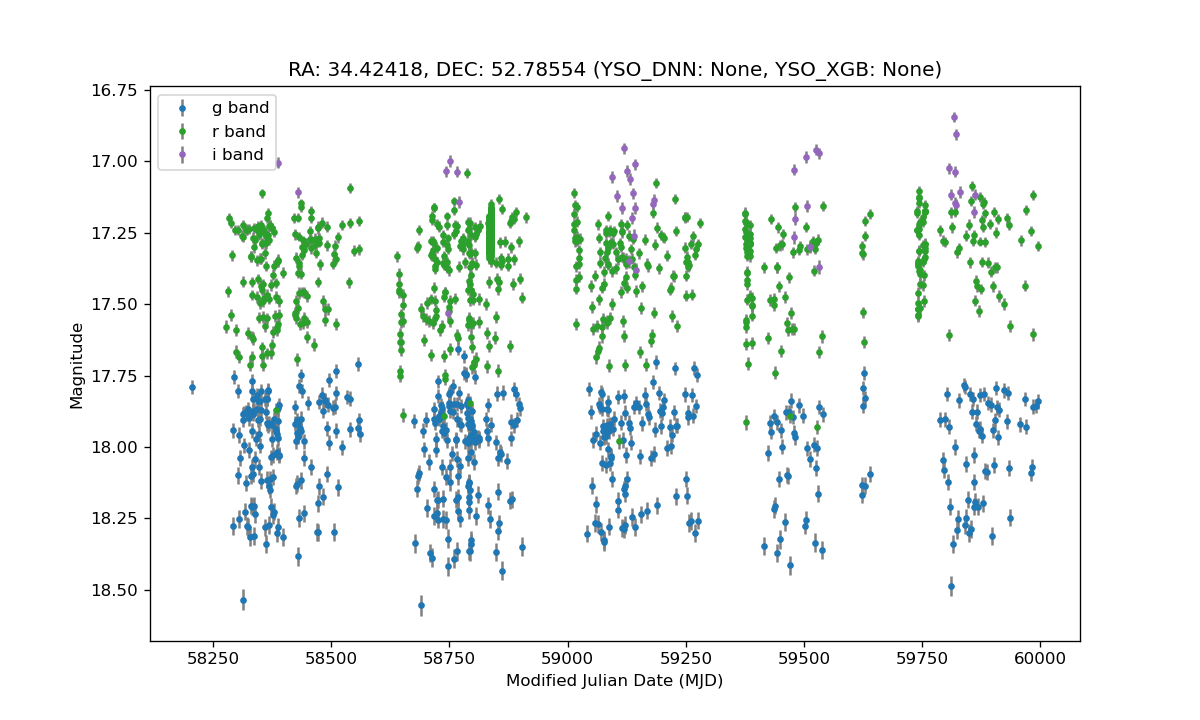 RA: 34.42418, DEC: 52.78554 (YSO_DNN: None, YSO_XGB: None)
g band
r band
i band
16.75
17.00
17.25
17.50
17.75
18.00
18.25
18.50
Magnitude
58250 58500 58750 59000 59250 59500 59750 60000
Modified Julian Date (MJD)